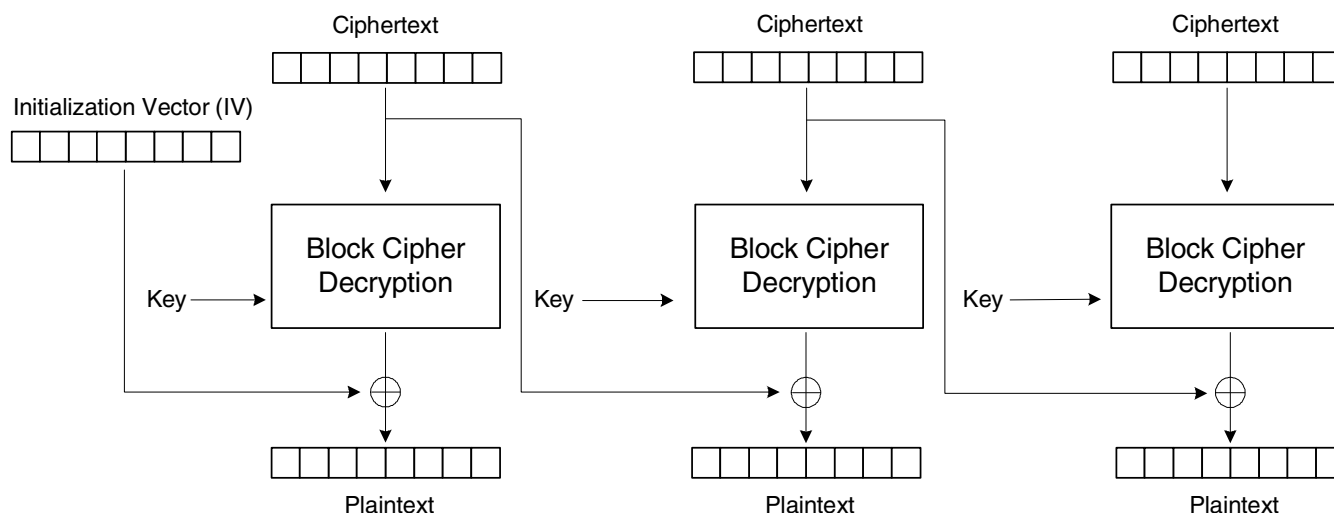 Ciphertext
Ciphertext
Ciphertext
Initialization Vector (IV)
Block Cipher
Decryption
Block Cipher
Decryption
Block Cipher
Decryption
Key
Key
Key
Plaintext
Plaintext
Plaintext